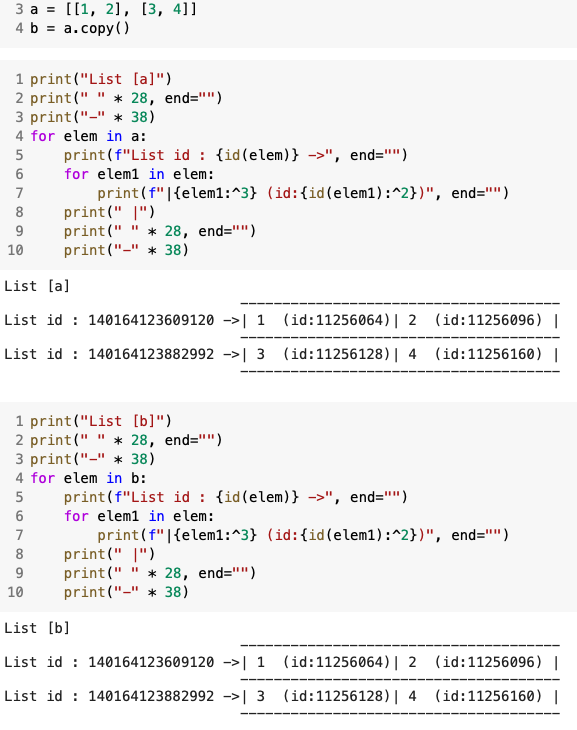 3 a = [[1, 2], [3, 4]]
4 b = a.copy()
1 print("List [a]")
2 print(" " * 28, end="")
3 print("-" * 38)
4 for elem in a:
5     print(f"List id : {id(elem)} ->", end="")
6     for elem1 in elem:
7         print(f"|{elem1:^3} (id:{id(elem1):^2})", end="")
8     print(" |")
9     print(" " * 28, end="")
10     print("-" * 38)
List [a]
--------------------------------------
List id : 140164123609120 ->| 1  (id:11256064)| 2  (id:11256096) |
--------------------------------------
List id : 140164123882992 ->| 3  (id:11256128)| 4  (id:11256160) |
--------------------------------------
1 print("List [b]")
2 print(" " * 28, end="")
3 print("-" * 38)
4 for elem in b:
5     print(f"List id : {id(elem)} ->", end="")
6     for elem1 in elem:
7         print(f"|{elem1:^3} (id:{id(elem1):^2})", end="")
8     print(" |")
9     print(" " * 28, end="")
10     print("-" * 38)
List [b]
--------------------------------------
List id : 140164123609120 ->| 1  (id:11256064)| 2  (id:11256096) |
--------------------------------------
List id : 140164123882992 ->| 3  (id:11256128)| 4  (id:11256160) |
--------------------------------------